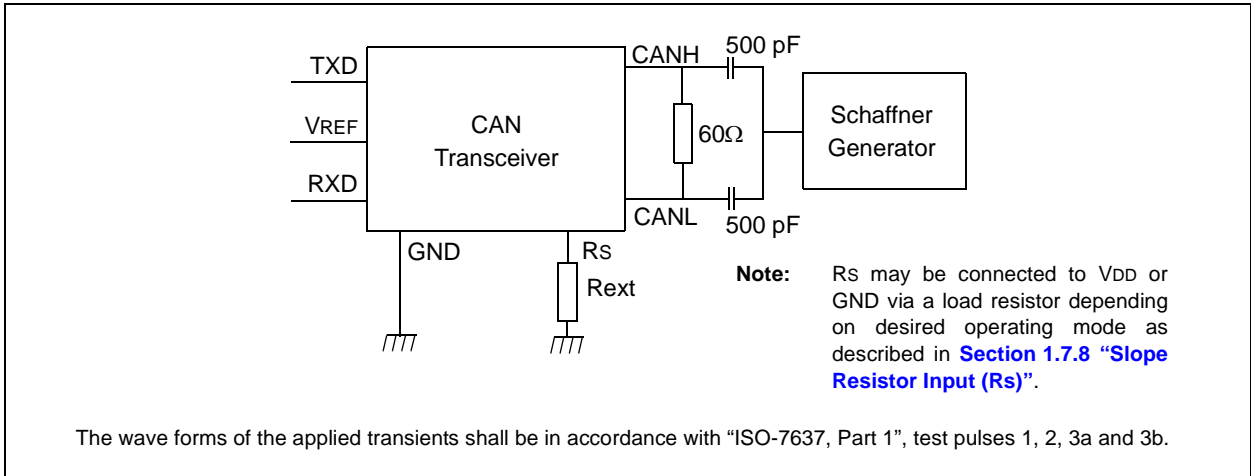 500 pF
CANH
TXD
VREF
RXD
CAN
Transceiver
60Ω
Schaffner
Generator
CANL
500 pF
GND
RS
Rext
Note: RS may be connected to VDD or
GND via a load resistor depending
on desired operating mode as
described in Section 1.7.8 “Slope
Resistor Input (Rs)”.
The wave forms of the applied transients shall be in accordance with “ISO-7637, Part 1”, test pulses 1, 2, 3a and 3b.